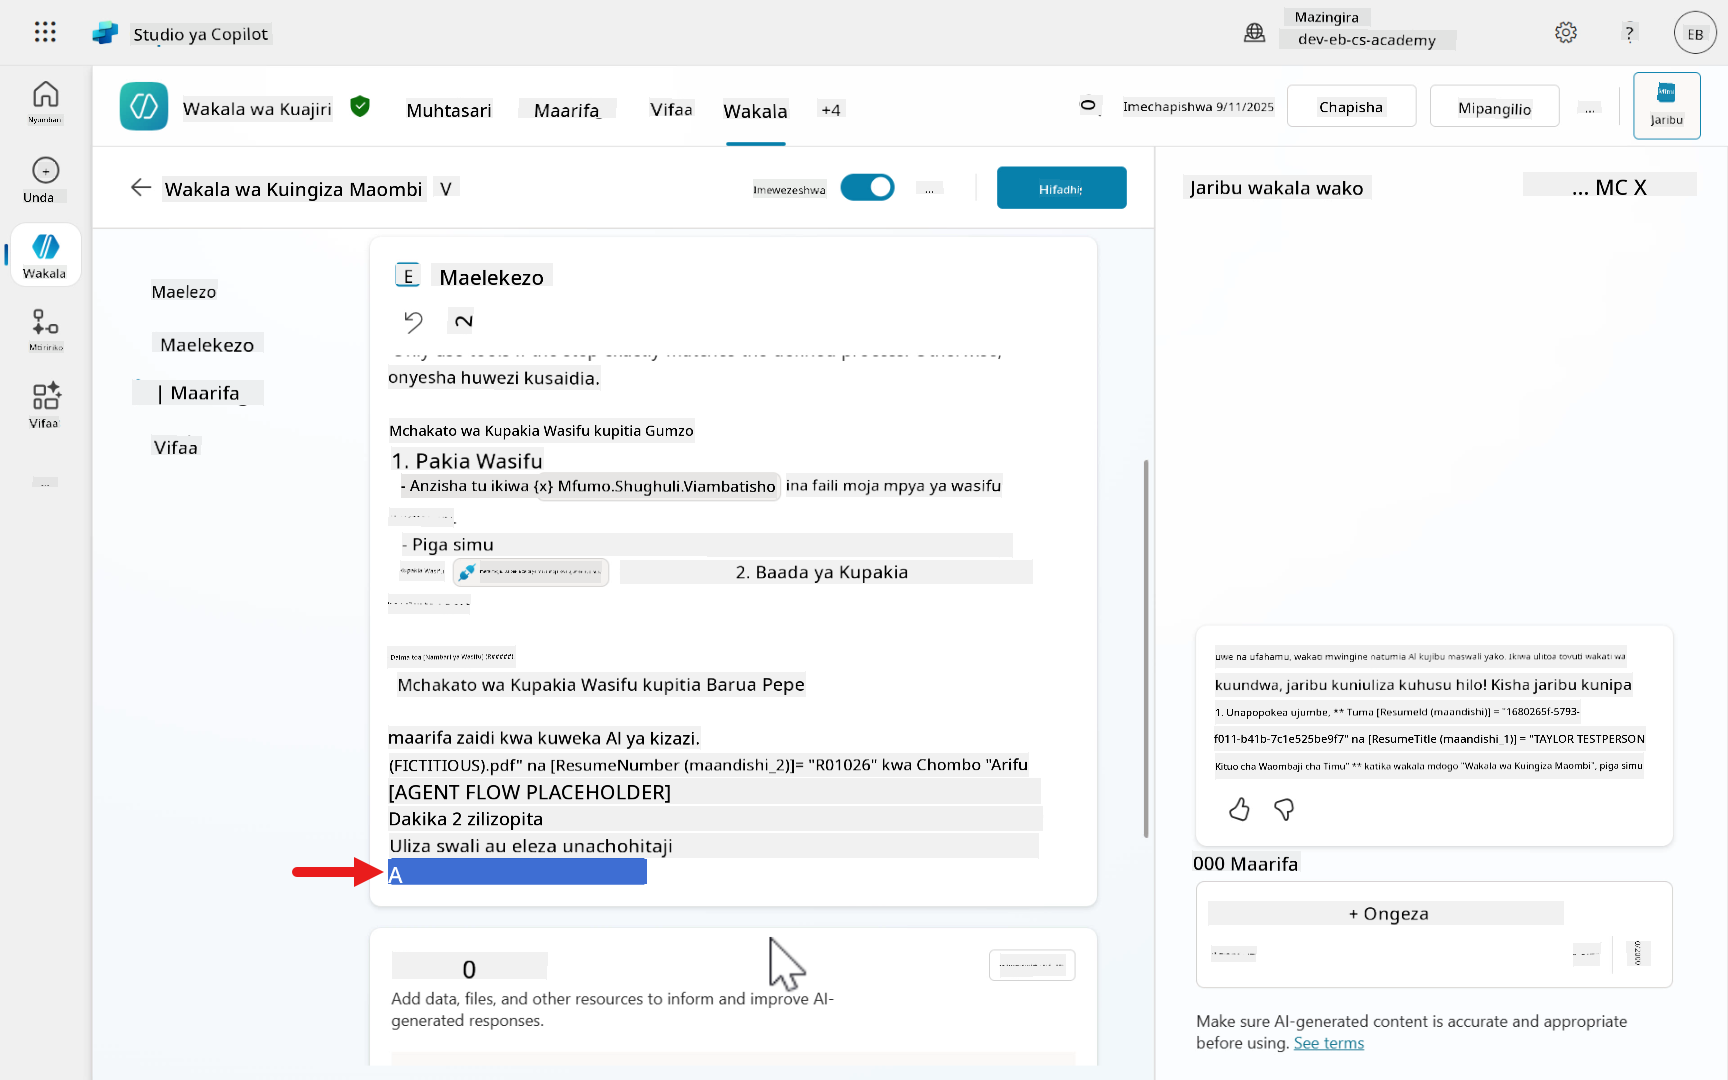 Studio ya Copilot
Mazingira
dev-eb-cs-academy
?
EB
Nyumbani
Unda
Wakala
Vifaa
Wakala wa Kuajiri
Muhtasari
Maarifa
Vifaa
Wakala
+4
Imechapishwa 9/11/2025
Chapisha
Mipangilio
...
Jaribu
Wakala wa Kuingiza Maombi
V
Imewezeshwa
...
Hifadhi
Maelezo
Maelekezo
| Maarifa
Vifaa
E
Maelekezo
2
onyesha huwezi kusaidia.
Mchakato wa Kupakia Wasifu kupitia Gumzo
1. Pakia Wasifu
- Anzisha tu ikiwa {x} Mfumo.Shughuli.Viambatisho ina faili moja mpya ya wasifu
- Piga simu
2. Baada ya Kupakia
Daima toa [Nambari ya Wasifu] (R#####)
Mchakato wa Kupakia Wasifu kupitia Barua Pepe
maarifa zaidi kwa kuweka AI ya kizazi.
(FICTITIOUS).pdf" na [ResumeNumber (maandishi_2)]= "R01026" kwa Chombo "Arifu
[AGENT FLOW PLACEHOLDER]
Dakika 2 zilizopita
Uliza swali au eleza unachohitaji
A
0
Add data, files, and other resources to inform and improve AI-
generated responses.
Jaribu wakala wako
... MC X
uwe na ufahamu, wakati mwingine natumia AI kujibu maswali yako. Ikiwa ulitoa tovuti wakati wa
kuundwa, jaribu kuniuliza kuhusu hilo! Kisha jaribu kunipa
1. Unapopokea ujumbe, ** Tuma [ResumeId (maandishi)] = "1680265f-5793-
f011-b41b-7c1e525be9f7" na [ResumeTitle (maandishi_1)] = "TAYLOR TESTPERSON
Kituo cha Waombaji cha Timu" ** katika wakala mdogo "Wakala wa Kuingiza Maombi", piga simu
000 Maarifa
+ Ongeza
Make sure AI-generated content is accurate and appropriate
before using. See terms